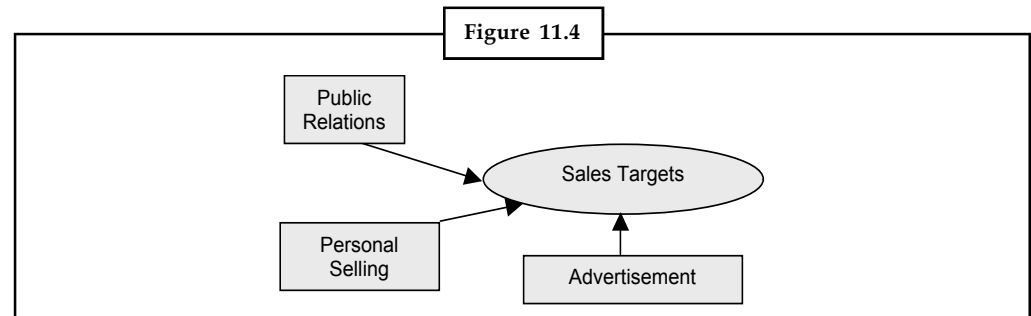 Figure 11.4
Public
Relations
Sales Targets
Personal
Selling
Advertisement